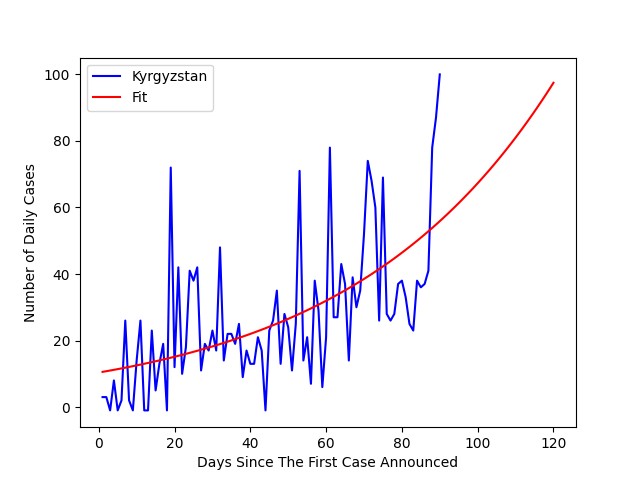 Kyrgyzstan
Fit
100
80
60
40
20
0
Number of Daily Cases
0 20 40 60 80 100 120
Days Since The First Case Announced